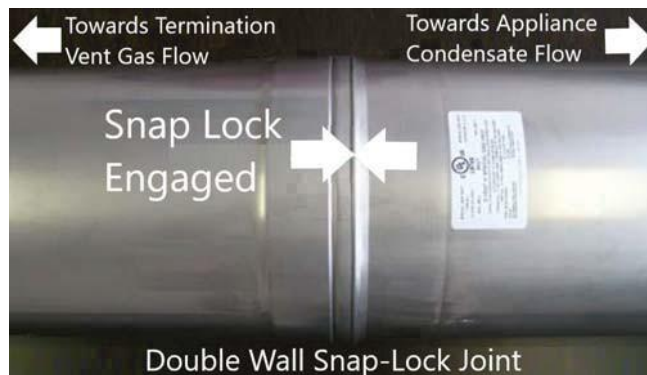 Towards Termination
Vent Gas Flow
Towards Appliance
Condensate Flow
Snap Lock
Engaged
Double Wall Snap-Lock Joint